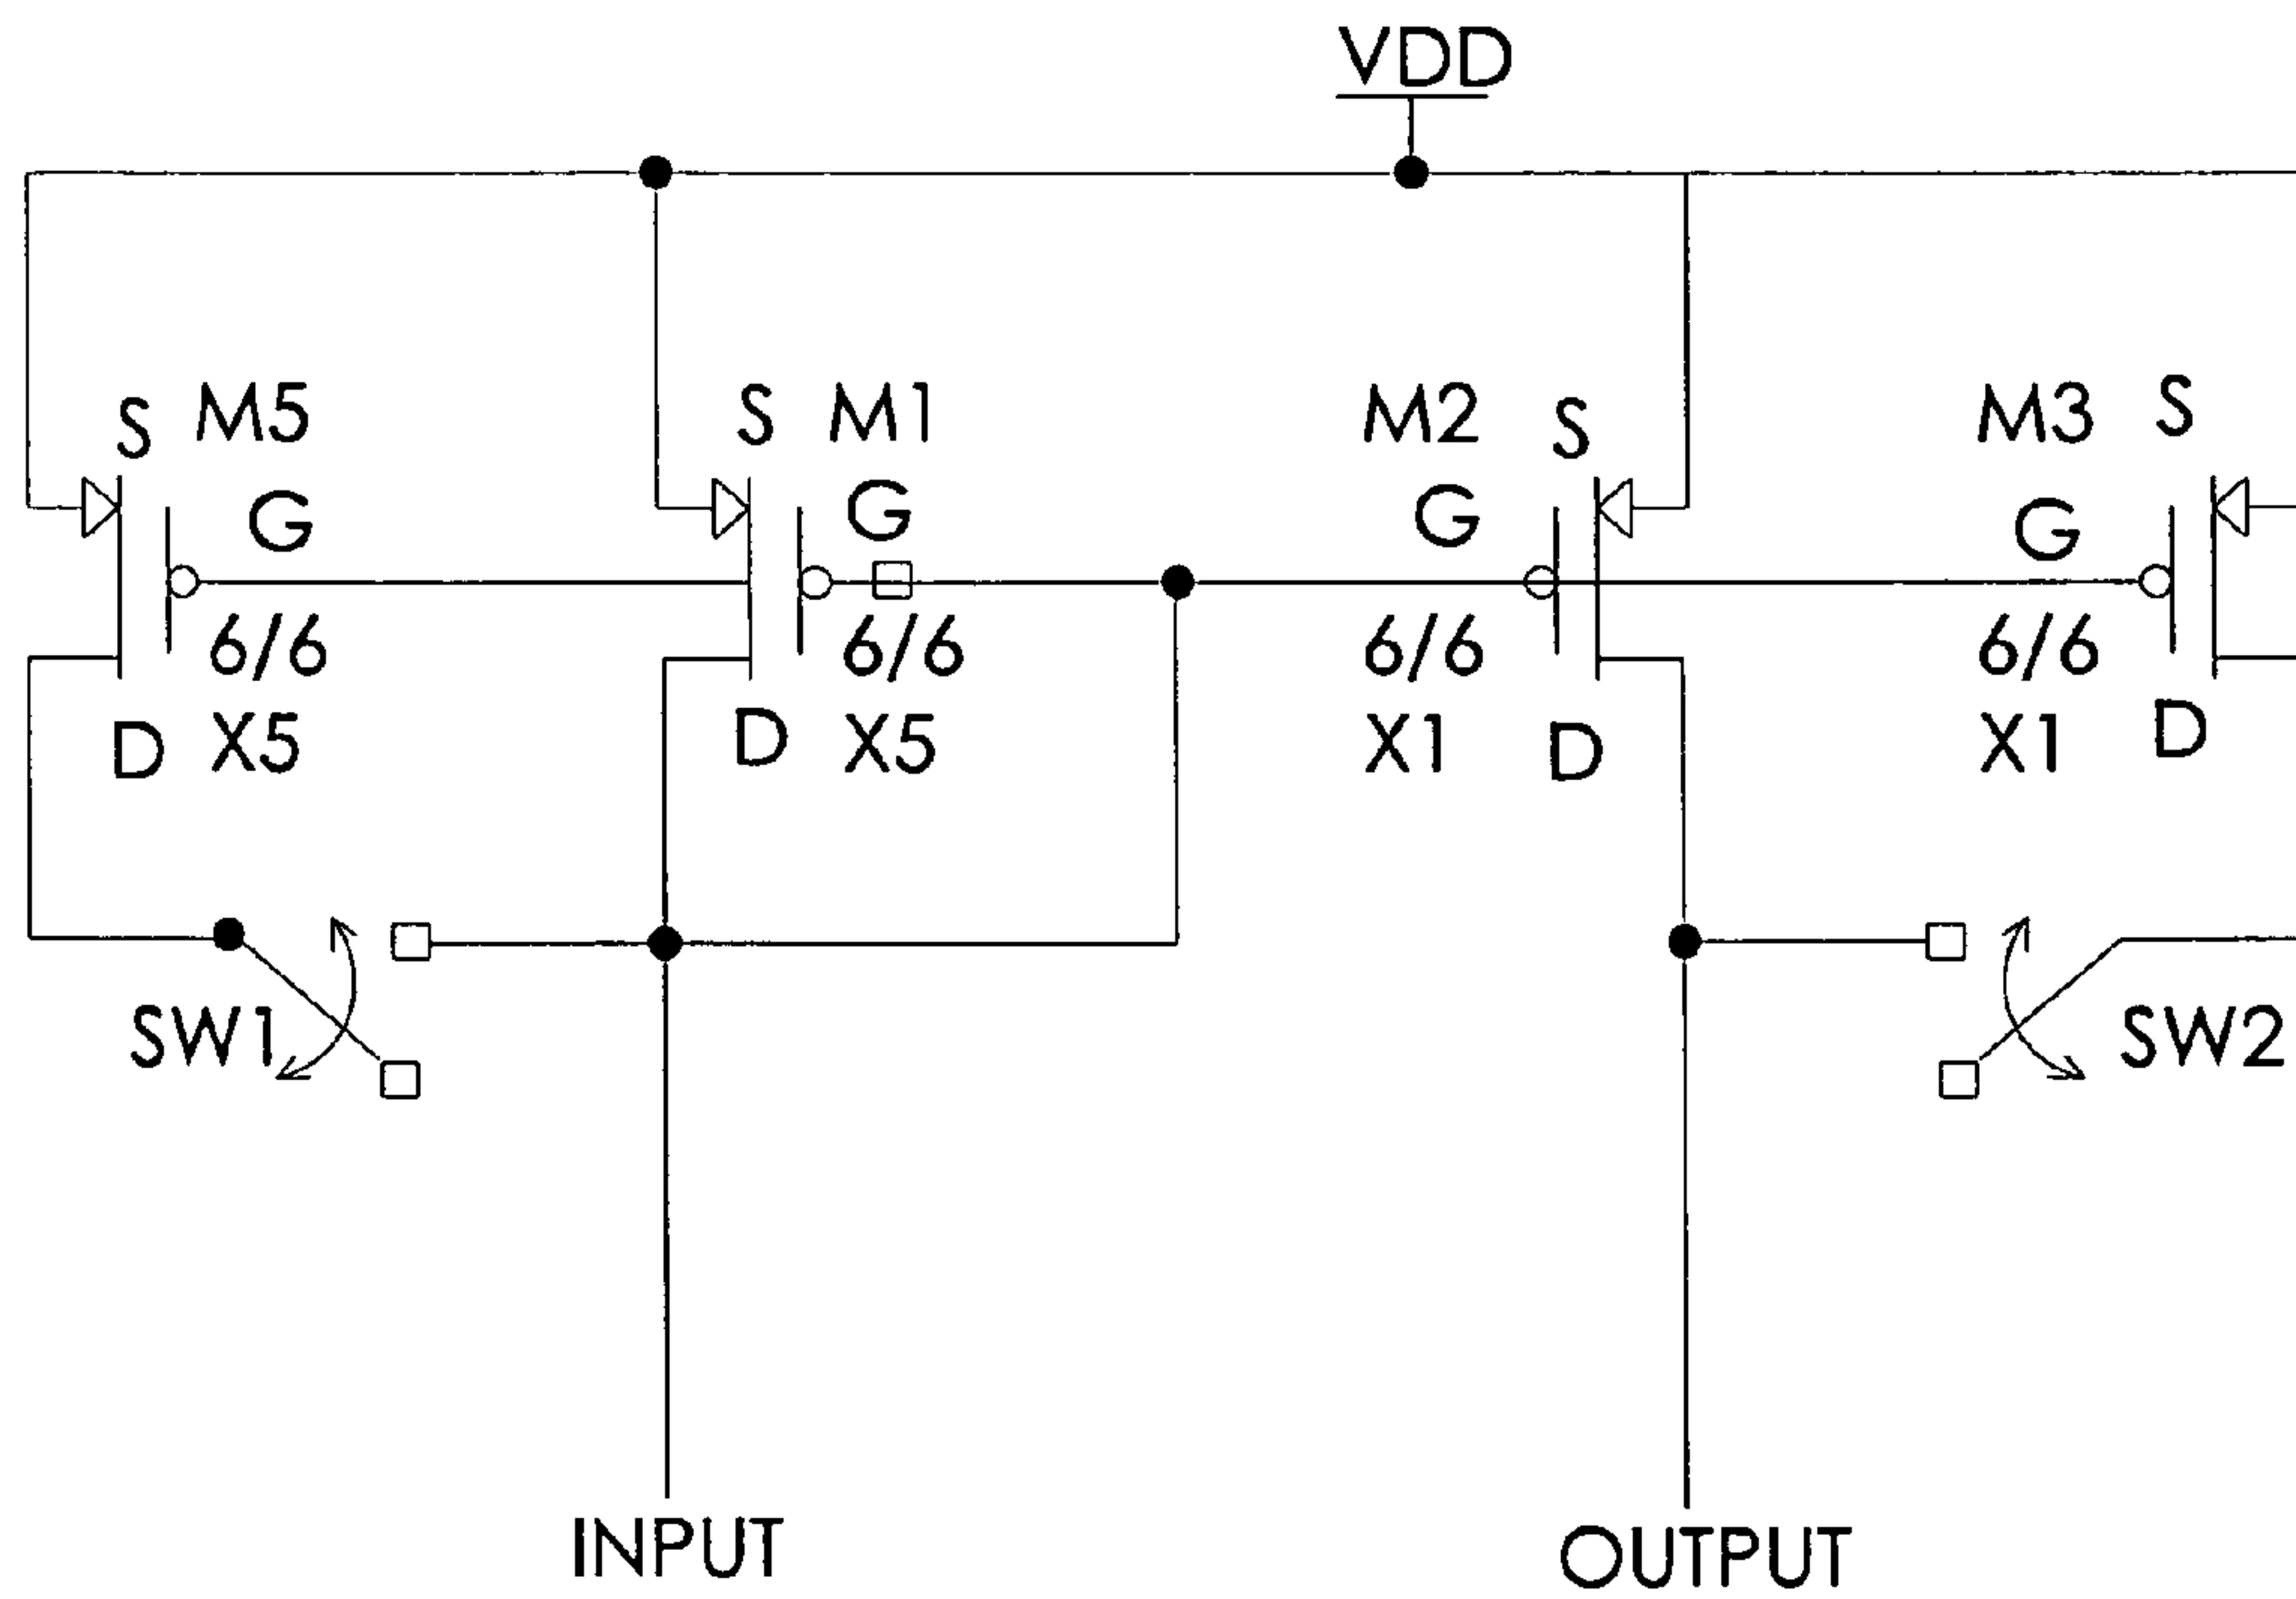 VDD
S M5
G
6/6
D X5
S M1
G
6/6
D X5
M2 S
G
6/6
X1 D
M3 S
G
6/6
X1 D
SW1
SW2
INPUT
OUTPUT